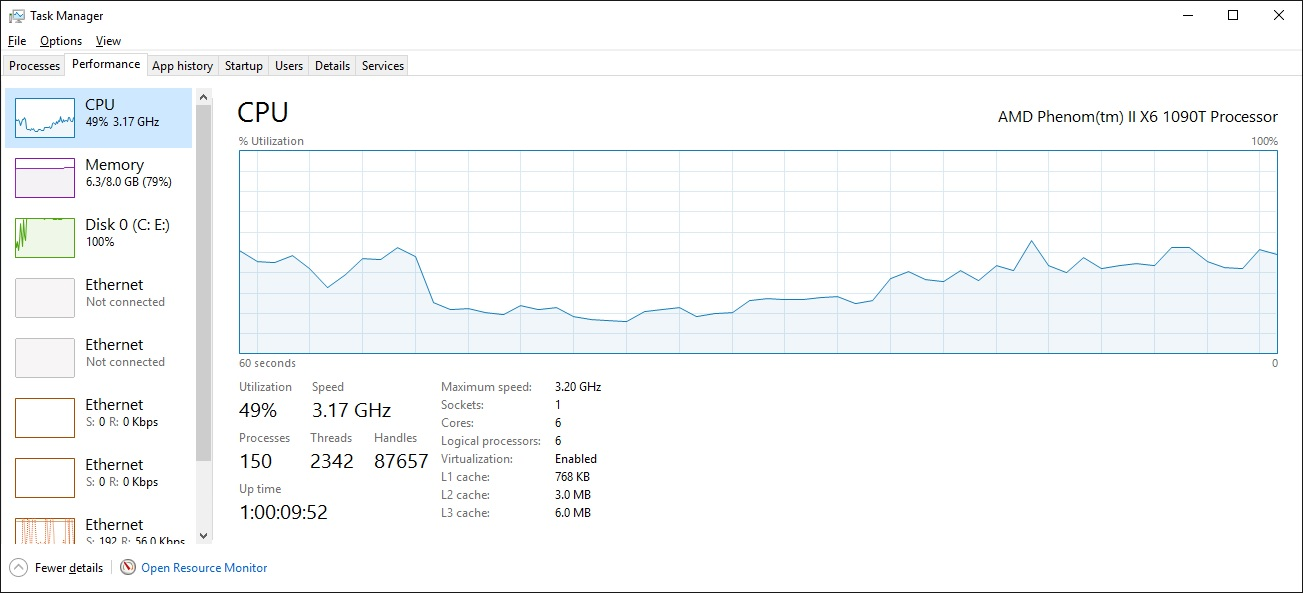 Task Manager
File Options View
Processes Performance App history Startup Users Details Services
CPU
49% 3.17 GHz
Memory
6.3/8.0 GB (79%)
Disk 0 (C: E:)
100%
Ethernet
Not connected
Ethernet
Not connected
Ethernet
S: 0 R: 0 Kbps
Ethernet
S: 0 R: 0 Kbps
Ethernet
S: 192 R: 56.0 Kbps
CPU
AMD Phenom(tm) II X6 1090T Processor
% Utilization 100%
60 seconds 0
Utilization Speed
49% 3.17 GHz
Processes Threads Handles
150 2342 87657
Up time
1:00:09:52
Maximum speed: 3.20 GHz
Sockets: 1
Cores: 6
Logical processors: 6
Virtualization: Enabled
L1 cache: 768 KB
L2 cache: 3.0 MB
L3 cache: 6.0 MB
Fewer details Open Resource Monitor